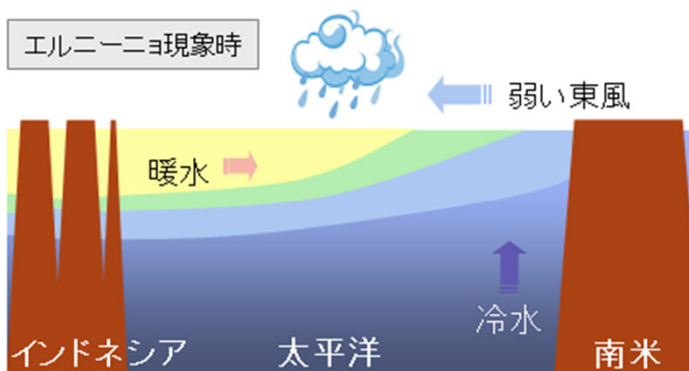 エルニーニョ現象時
弱い東風
暖水
冷水
インドネシア
太平洋
南米